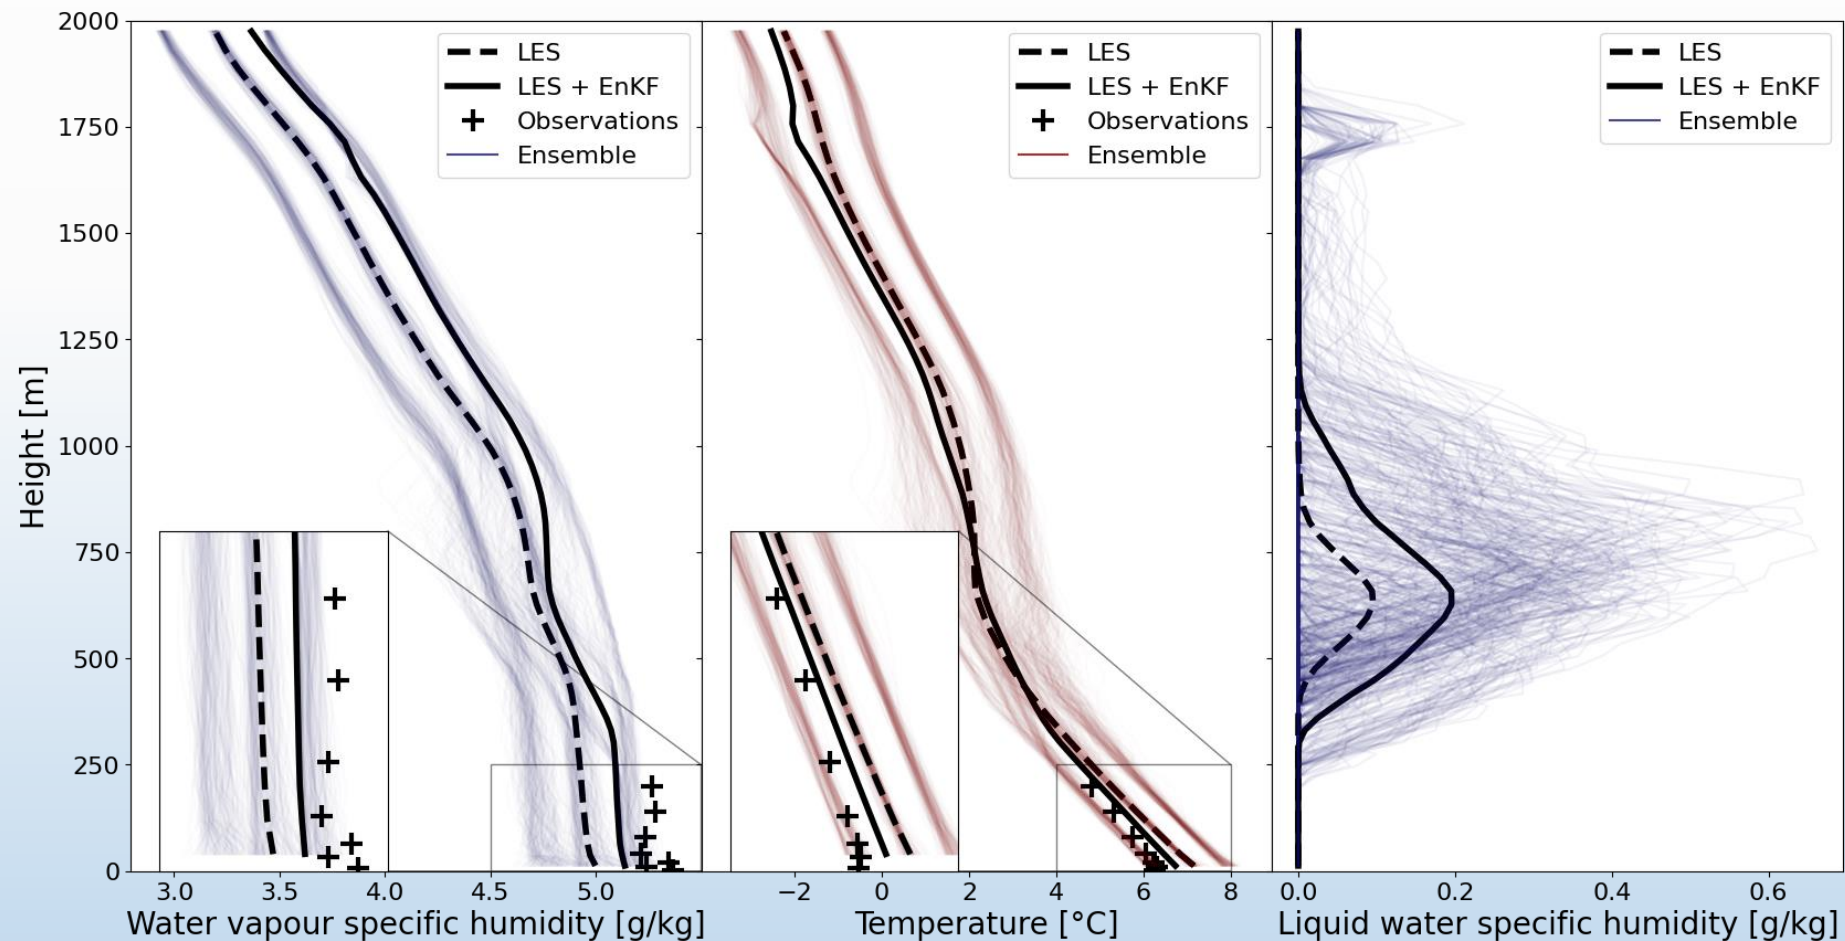 2000
1750
1500
1250
1000
750
500
250
0
Height [m]
LES
LES + EnKF
Observations
Ensemble
3.0 3.5 4.0 4.5 5.0
Water vapour specific humidity [g/kg]
LES
LES + EnKF
Observations
Ensemble
−2 0 2 4 6 8
Temperature [°C]
LES
LES + EnKF
Ensemble
0.0 0.2 0.4 0.6
Liquid water specific humidity [g/kg]